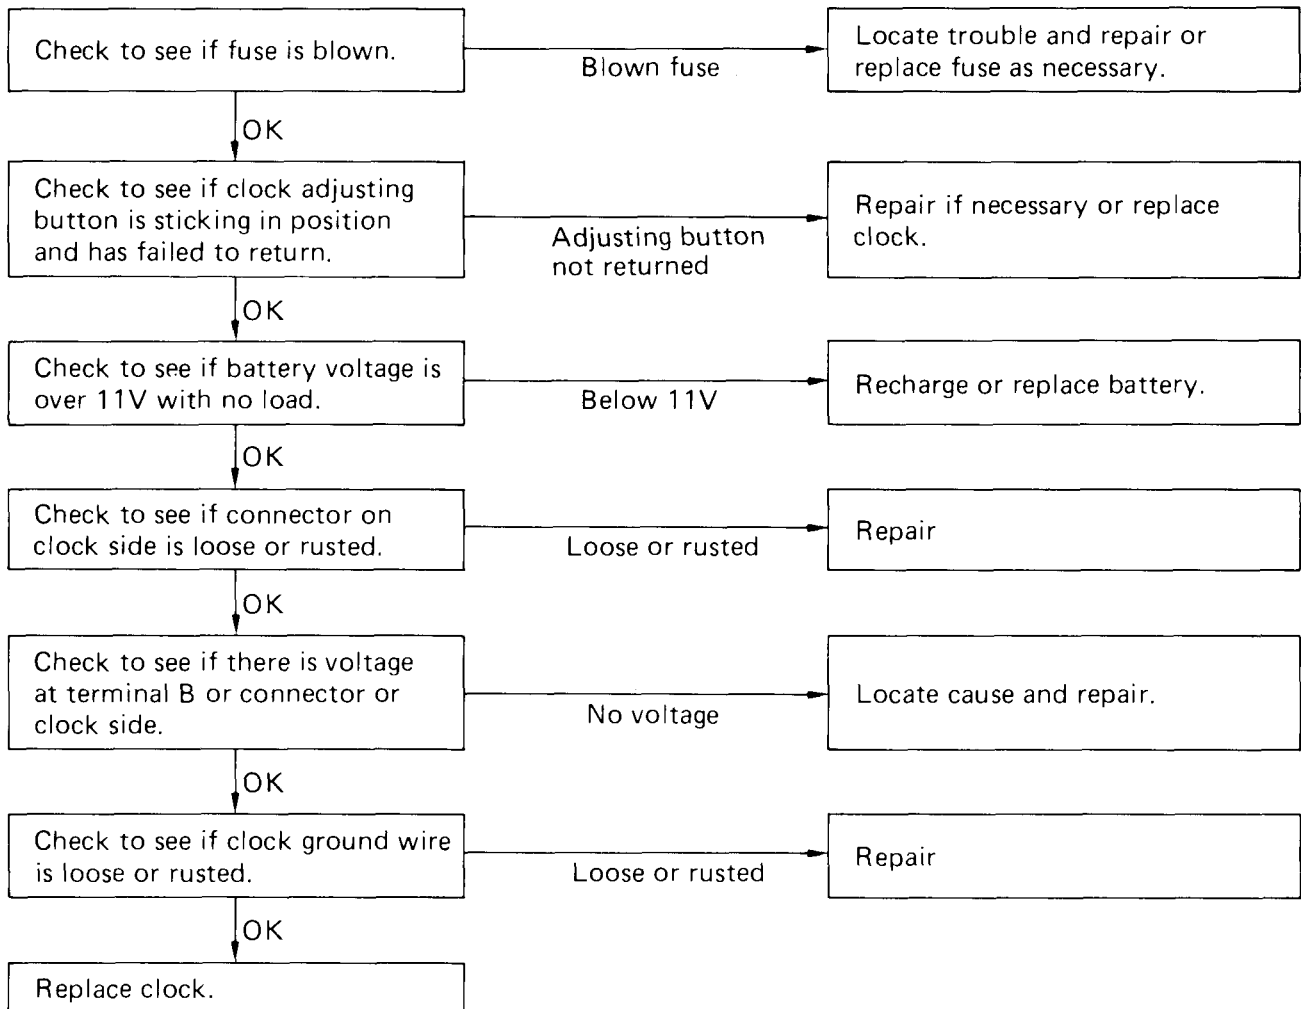 Check to see if fuse is blown.
Blown fuse
Locate trouble and repair or
replace fuse as necessary.
OK
Check to see if clock adjusting
button is sticking in position
and has failed to return.
Adjusting button
not returned
Repair if necessary or replace
clock.
OK
Check to see if battery voltage is
over 11V with no load.
Below 11V
Recharge or replace battery.
OK
Check to see if connector on
clock side is loose or rusted.
Loose or rusted
Repair
OK
Check to see if there is voltage
at terminal B or connector or
clock side.
No voltage
Locate cause and repair.
OK
Check to see if clock ground wire
is loose or rusted.
Loose or rusted
Repair
OK
Replace clock.